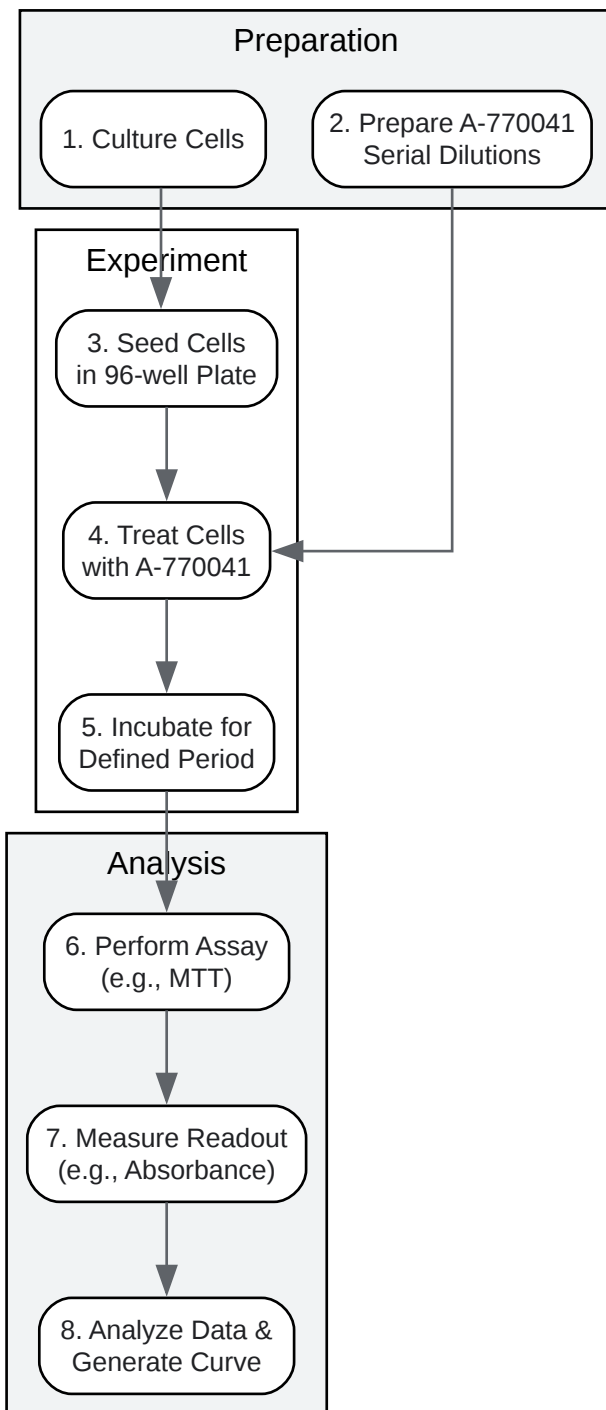 Preparation
1. Culture Cells
2. Prepare A-770041
Serial Dilutions
Experiment
3. Seed Cells
in 96-well Plate
4. Treat Cells
with A-770041
5. Incubate for
Defined Period
Analysis
6. Perform Assay
(e.g., MTT)
7. Measure Readout
(e.g., Absorbance)
8. Analyze Data &
Generate Curve